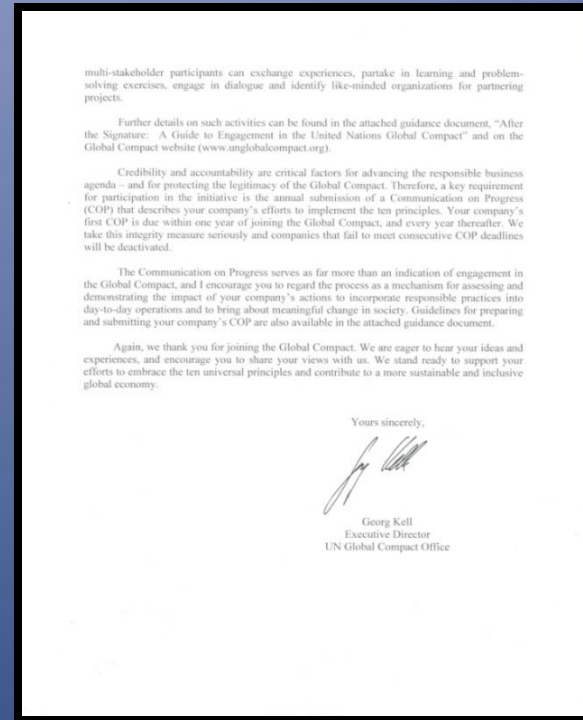 multi-stakeholder participants can exchange experiences, partake in learning and problem-
solving exercises, engage in dialogue and identify like-minded organizations for partnering
projects.
Further details on such activities can be found in the attached guidance document, “After
the Signature: A Guide to Engagement in the United Nations Global Compact” and on the
Global Compact website (www.unglobalcompact.org).
Credibility and accountability are critical factors for advancing the responsible business
agenda – and for protecting the legitimacy of the Global Compact. Therefore, a key requirement
for participation in the initiative is the annual submission of a Communication on Progress
(COP) that describes your company’s efforts to implement the ten principles. Your company’s
first COP is due within one year of joining the Global Compact, and every year thereafter. We
take this integrity measure seriously and companies that fail to meet consecutive COP deadlines
will be deactivated.
The Communication on Progress serves as far more than an indication of engagement in
the Global Compact, and I encourage you to regard the process as a mechanism for assessing and
demonstrating the impact of your company’s actions to incorporate responsible practices into
day-to-day operations and to bring about meaningful change in society. Guidelines for preparing
and submitting your company’s COP are also available in the attached guidance document.
Again, we thank you for joining the Global Compact. We are eager to hear your ideas and
experiences, and encourage you to share your views with us. We stand ready to support your
efforts to embrace the ten universal principles and contribute to a more sustainable and inclusive
global economy.
Yours sincerely,
Georg Kell
Executive Director
UN Global Compact Office